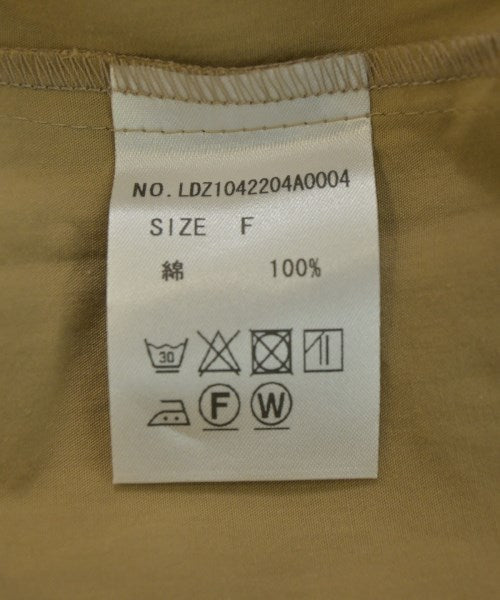 NO. LDZ1042204A0004
SIZE F
綿 100%
30
F W